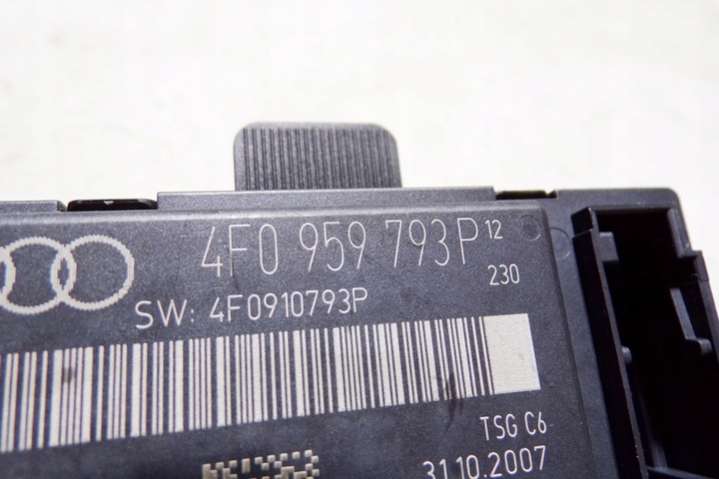 4F0 959 793P 12
230
SW: 4F0910793P
TSG C6
31.10.2007